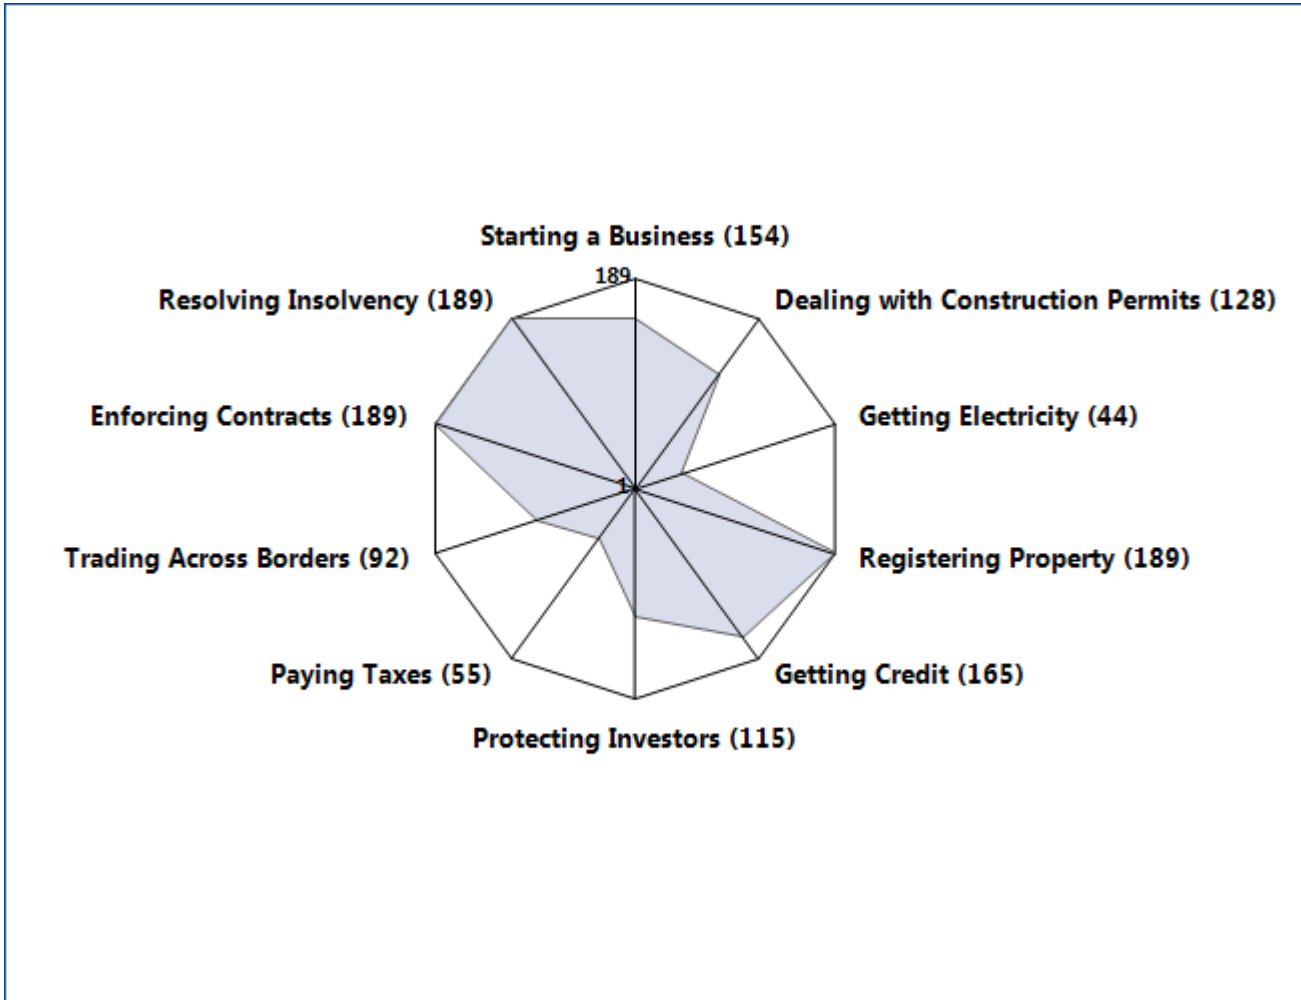 Starting a Business (154)
189
Resolving Insolvency (189)
Dealing with Construction Permits (128)
Enforcing Contracts (189)
Getting Electricity (44)
1
Trading Across Borders (92)
Registering Property (189)
Paying Taxes (55)
Getting Credit (165)
Protecting Investors (115)